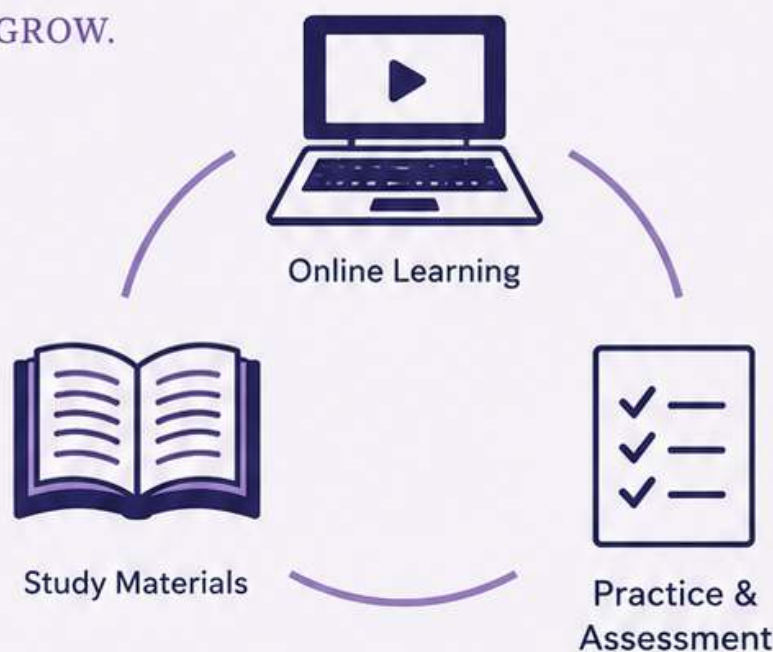 GROW.
Online Learning
Study Materials
Practice &
Assessment